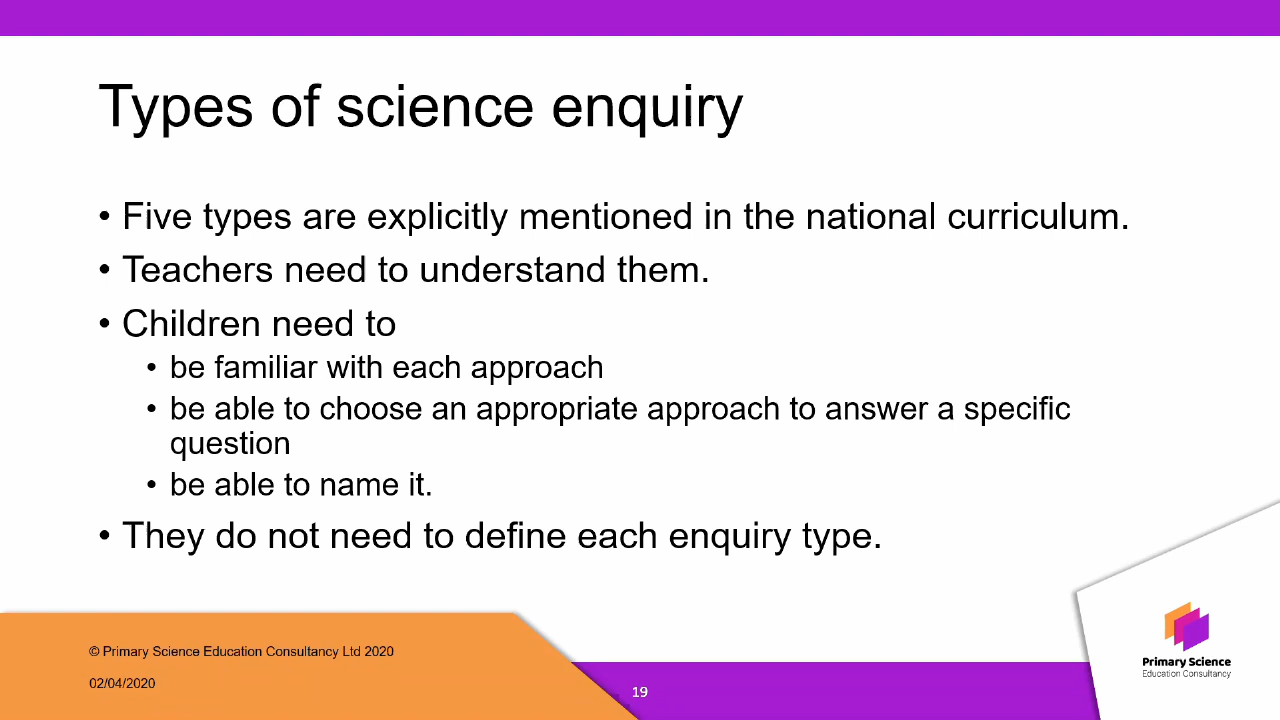 Types of science enquiry
• Five types are explicitly mentioned in the national curriculum.
• Teachers need to understand them.
• Children need to
• be familiar with each approach
• be able to choose an appropriate approach to answer a specific
question
• be able to name it.
• They do not need to define each enquiry type.
© Primary Science Education Consultancy Ltd 2020
02/04/2020
19
Primary Science
Education Consultancy